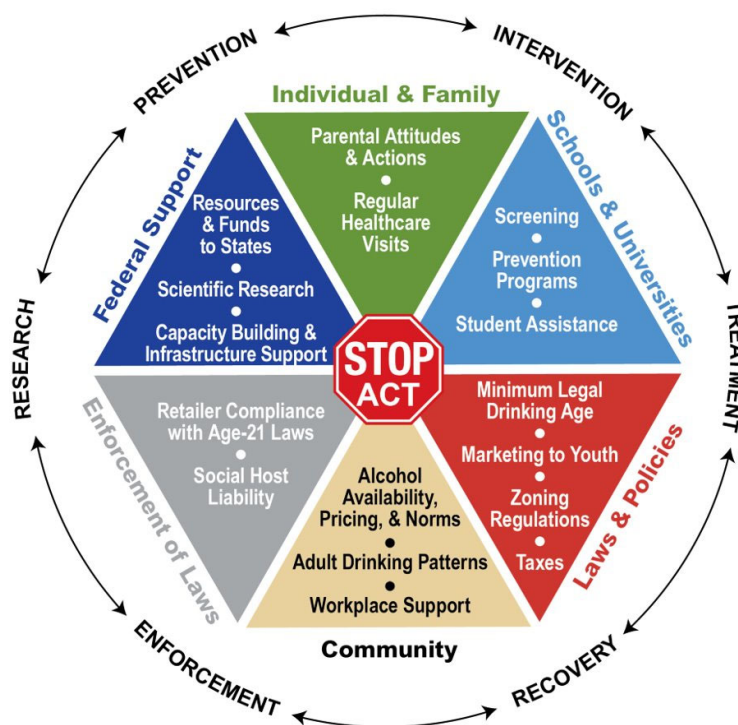 PREVENTION
INTERVENTION
TREATMENT
RECOVERY
ENFORCEMENT
RESEARCH
Individual & Family
Parental Attitudes
& Actions
Regular
Healthcare
Visits
Schools & Universities
Screening
Prevention
Programs
Student Assistance
Laws & Policies
Minimum Legal
Drinking Age
Marketing to Youth
Zoning
Regulations
Taxes
Community
Alcohol
Availability,
Pricing, & Norms
Adult Drinking Patterns
Workplace Support
Enforcement of Laws
Retailer Compliance
with Age-21 Laws
Social Host
Liability
Federal Support
Resources
& Funds
to States
Scientific Research
Capacity Building &
Infrastructure Support
STOP
ACT